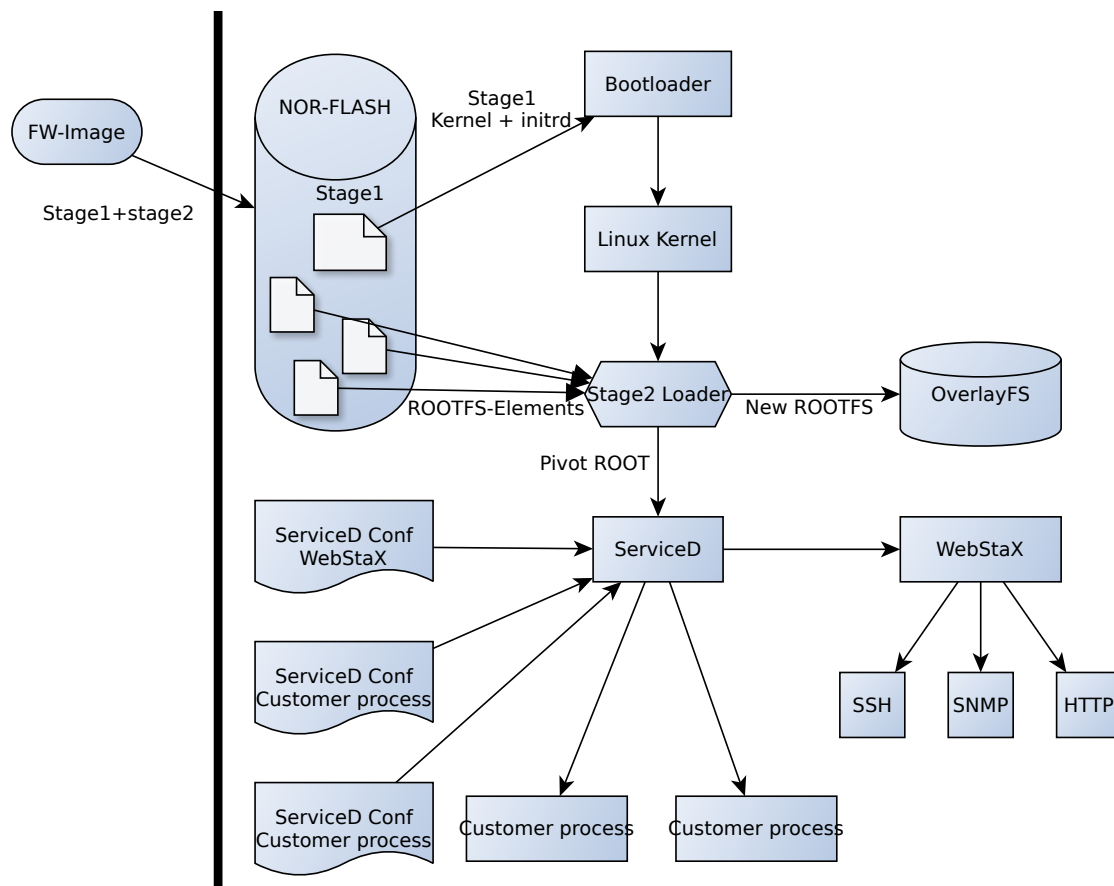 Bootloader
NOR-FLASH
Stage1
Kernel + initrd
FW-Image
Stage1
Stage1+stage2
Linux Kernel
Stage2 Loader
OverlayFS
ROOTFS-Elements
New ROOTFS
Pivot ROOT
ServiceD Conf
WebStaX
ServiceD
WebStaX
ServiceD Conf
Customer process
SSH
SNMP
HTTP
ServiceD Conf
Customer process
Customer process
Customer process